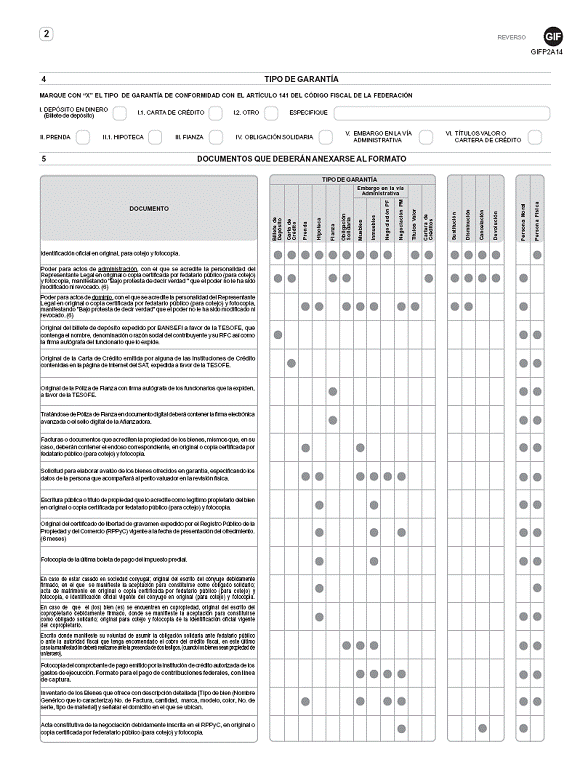 2
REVERSO
GIF
GIFP2A14
4 TIPO DE GARANTÍA
MARQUE CON "X" EL TIPO DE GARANTÍA DE CONFORMIDAD CON EL ARTÍCULO 141 DEL CÓDIGO FISCAL DE LA FEDERACIÓN
I. DEPÓSITO EN DINERO
(Billete de depósito)
I.1. CARTA DE CRÉDITO
I.2. OTRO
ESPECIFIQUE
II. PRENDA
II.1. HIPOTECA
III. FIANZA
IV. OBLIGACIÓN SOLIDARIA
V. EMBARGO EN LA VÍA
ADMINISTRATIVA
VI. TÍTULOS VALOR O
CARTERA DE CRÉDITO
5 DOCUMENTOS QUE DEBERÁN ANEXARSE AL FORMATO
DOCUMENTO
TIPO DE GARANTÍA
Embargo en la vía
Administrativa
Billete de
Depósito
Carta de
Crédito
Prenda
Hipoteca
Fianza
Obligación
Solidaria
Muebles
Inmuebles
Negociación PF
Negociación PM
Títulos Valor
Cartera de
Créditos
Sustitución
Disminución
Cancelación
Devolución
Persona Moral
Persona Física
Identificación oficial en original, para cotejo y fotocopia.
Poder para actos de administración, con el que se acredite la personalidad del
Representante Legal en original o copia certificada por fedatario público (para cotejo)
y fotocopia, manifestando "Bajo protesta de decir verdad" que el poder no le ha sido
modificado ni revocado. (6)
Poder para actos de dominio, con el que se acredite la personalidad del Representante
Legal en original o copia certificada por fedatario público (para cotejo) y fotocopia,
manifestando "Bajo protesta de decir verdad" que el poder no le ha sido modificado ni
revocado. (6)
Original del billete de depósito expedido por BANSEFI a favor de la TESOFE, que
contenga el nombre, denominación o razón social del contribuyente y su RFC así como
la firma autógrafa del funcionario que lo expide.
Original de la Carta de Crédito emitida por alguna de las Instituciones de Crédito
contenidas en la página de Internet del SAT, expedida a favor de la TESOFE.
Original de la Póliza de Fianza con firma autógrafa de los funcionarios que la expiden,
a favor de la TESOFE.
Tratándose de Póliza de Fianza en documento digital deberá contener la firma electrónica
avanzada o el sello digital de la Afianzadora.
Facturas o documentos que acrediten la propiedad de los bienes, mismos que, en su
caso, deberán contener el endoso correspondiente, en original o copia certificada por
fedatario público (para cotejo) y fotocopia.
Solicitud para elaborar avalúo de los bienes ofrecidos en garantía, especificando los
datos de la persona que acompañará al perito valuador en la revisión física.
Escritura pública o título de propiedad que lo acredite como legítimo propietario del bien
en original o copia certificada por fedatario público (para cotejo) y fotocopia.
Original del certificado de libertad de gravamen expedido por el Registro Público de la
Propiedad y del Comercio (RPPyC) vigente a la fecha de presentación del ofrecimiento.
(6 meses)
Fotocopia de la última boleta de pago del impuesto predial.
En caso de estar casado en sociedad conyugal; original del escrito del cónyuge debidamente
firmado, en el que se manifieste la aceptación para constituirse como obligado solidario;
acta de matrimonio en original o copia certificada por fedatario público (para cotejo) y
fotocopia, e identificación oficial vigente del cónyuge en original (para cotejo) y fotocopia.
En caso de que el (los) bien (es) se encuentren en copropiedad, original del escrito del
copropietario debidamente firmado, donde se manifieste la aceptación para constituirse
como obligado solidario; original para cotejo y fotocopia de la identificación oficial vigente
del copropietario.
Escrito donde manifieste su voluntad de asumir la obligación solidaria ante fedatario público
o ante la autoridad fiscal que tenga encomendado el cobro del crédito fiscal, en este último
caso la manifestación deberá realizarse ante la presencia de dos testigos, (cuando los bienes sean propiedad de
un tercero).
Fotocopia del comprobante de pago emitido por la institución de crédito autorizada de los
gastos de ejecución. Formato para el pago de contribuciones federales, con línea
de captura.
Inventario de los Bienes que ofrece con descripción detallada [Tipo de bien (Nombre
Genérico que lo caracteriza) No. de Factura, cantidad, marca, modelo, color, No. de
serie, tipo de material] y señalar el domicilio en el que se ubican.
Acta constitutiva de la negociación debidamente inscrita en el RPPyC, en original o
copia certificada por federatario público (para cotejo) y fotocopia.